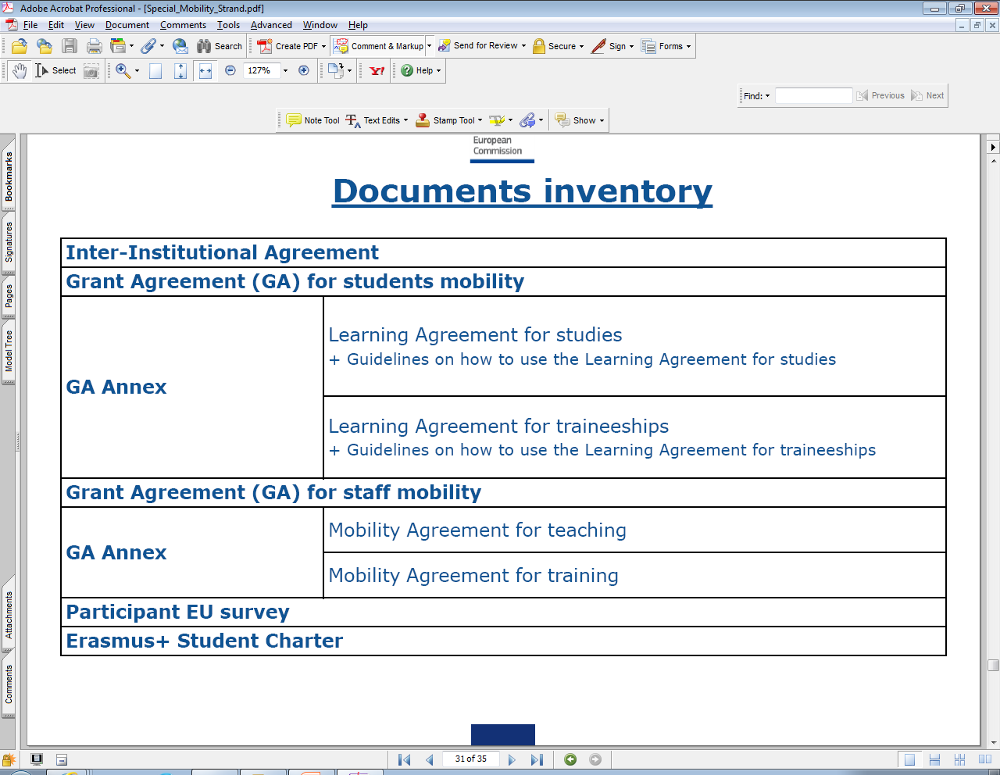 Adobe Acrobat Professional - [Special_Mobility_Strand.pdf]
File Edit View Document Comments Tools Advanced Window Help
Search Create PDF Comment & Markup Send for Review Secure Sign Forms
Select 127% Y! Help
Find: Previous Next
Note Tool Text Edits Stamp Tool Show
Bookmarks
Signatures
Pages
Model Tree
Attachments
Comments
European
Commission
Documents inventory
Inter-Institutional Agreement
Grant Agreement (GA) for students mobility
GA Annex
Learning Agreement for studies
+ Guidelines on how to use the Learning Agreement for studies
Learning Agreement for traineeships
+ Guidelines on how to use the Learning Agreement for traineeships
Grant Agreement (GA) for staff mobility
GA Annex
Mobility Agreement for teaching
Mobility Agreement for training
Participant EU survey
Erasmus+ Student Charter
31 of 35